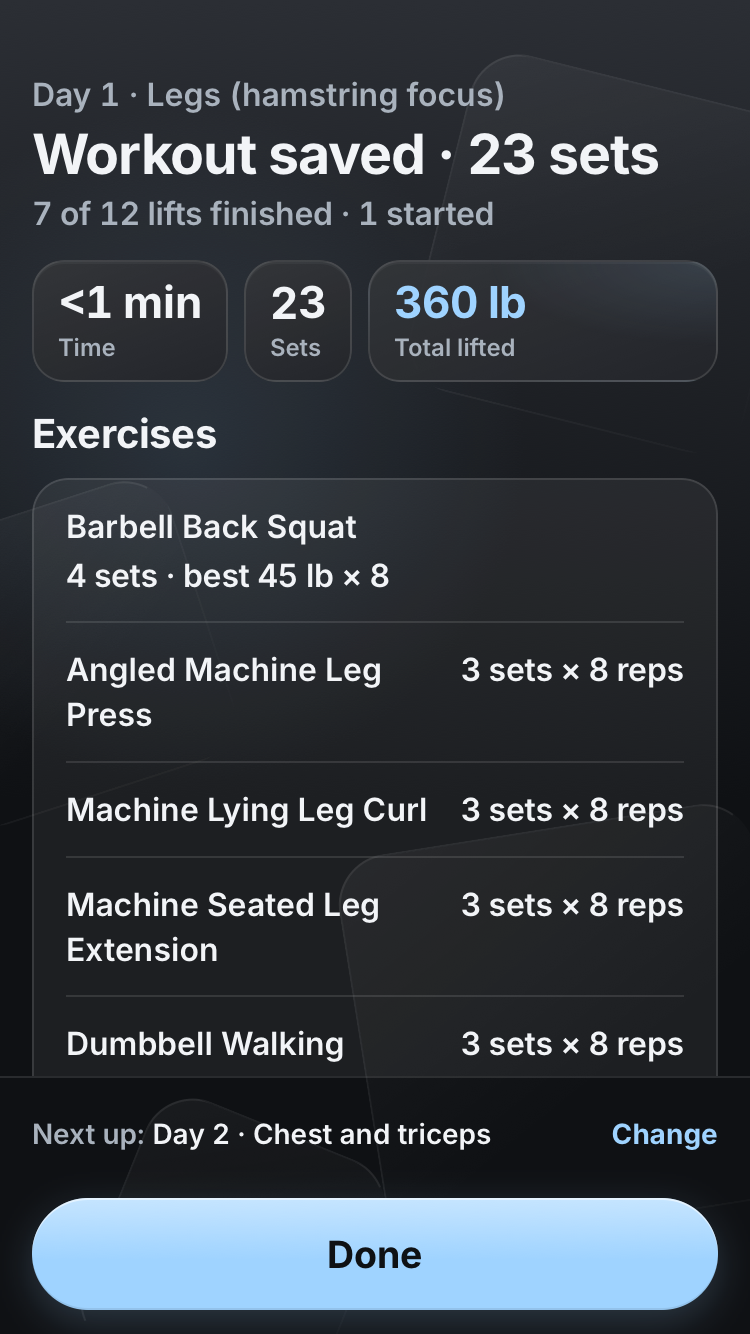 Day 1 · Legs (hamstring focus)
Workout saved · 23 sets
7 of 12 lifts finished · 1 started
<1 min
Time
23
Sets
360 lb
Total lifted
Exercises
Barbell Back Squat
4 sets · best 45 lb × 8
Angled Machine Leg
Press
3 sets × 8 reps
Machine Lying Leg Curl
3 sets × 8 reps
Machine Seated Leg
Extension
3 sets × 8 reps
Dumbbell Walking
3 sets × 8 reps
Next up: Day 2 · Chest and triceps
Change
Done